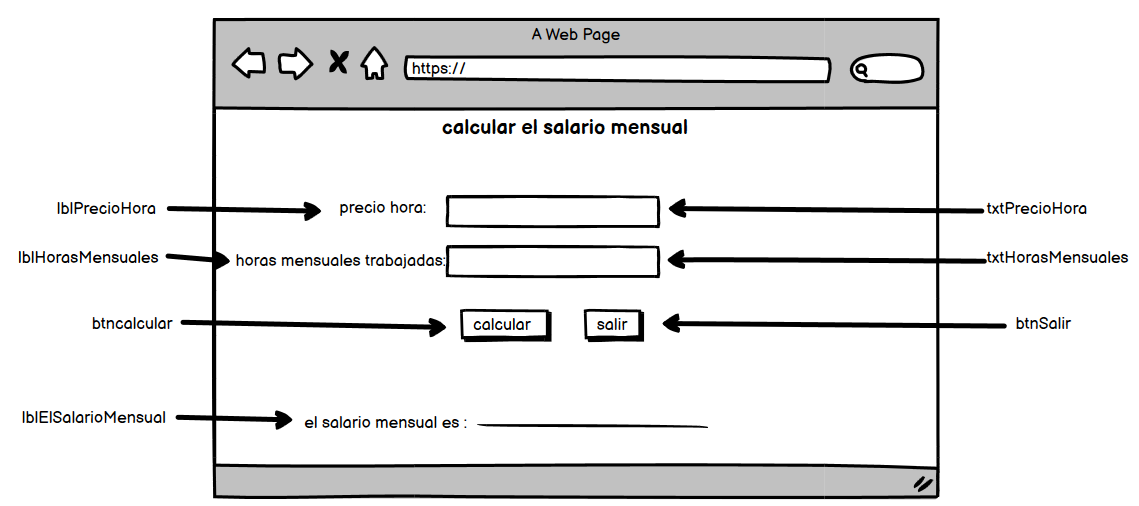 A Web Page
https://
calcular el salario mensual
lblPrecioHora
precio hora:
txtPrecioHora
lblHorasMensuales
horas mensuales trabajadas:
txtHorasMensuales
btncalcular
calcular
salir
btnSalir
lblElSalarioMensual
el salario mensual es :